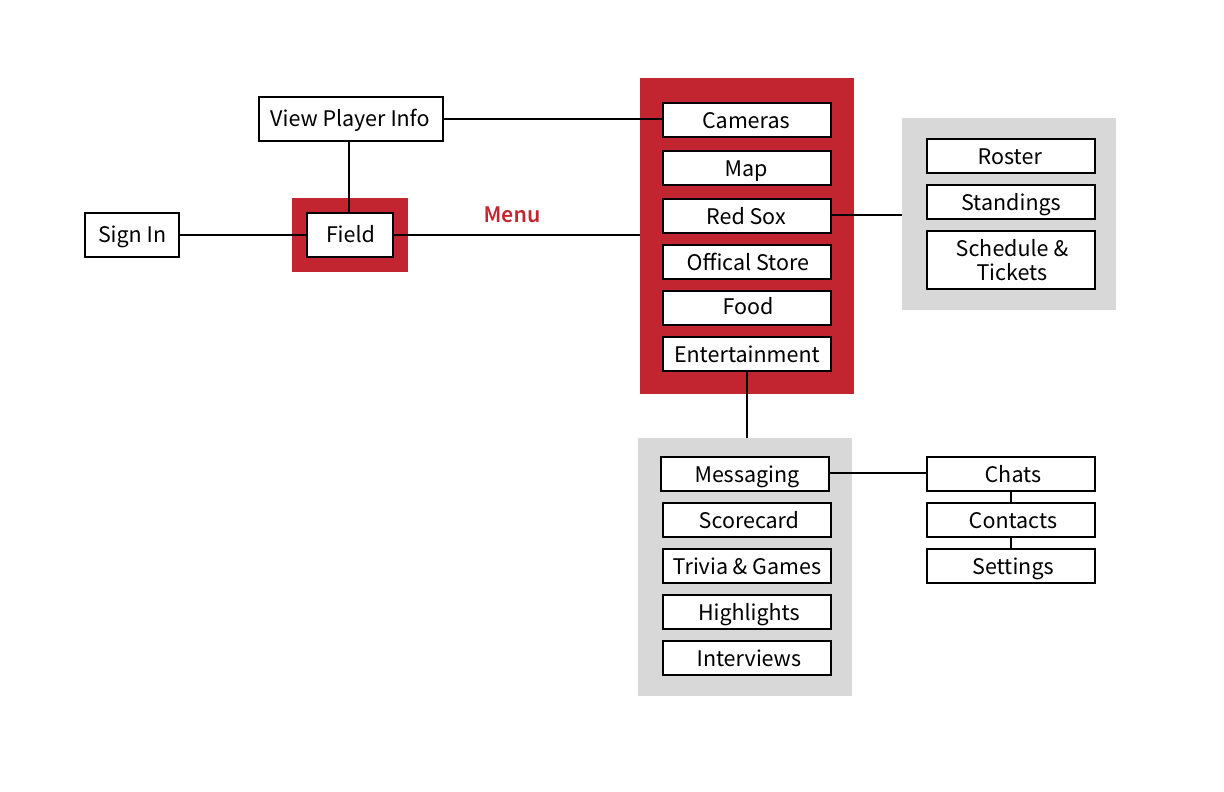 View Player Info
Sign In
Field
Menu
Cameras
Map
Red Sox
Offical Store
Food
Entertainment
Roster
Standings
Schedule &
Tickets
Messaging
Scorecard
Trivia & Games
Highlights
Interviews
Chats
Contacts
Settings